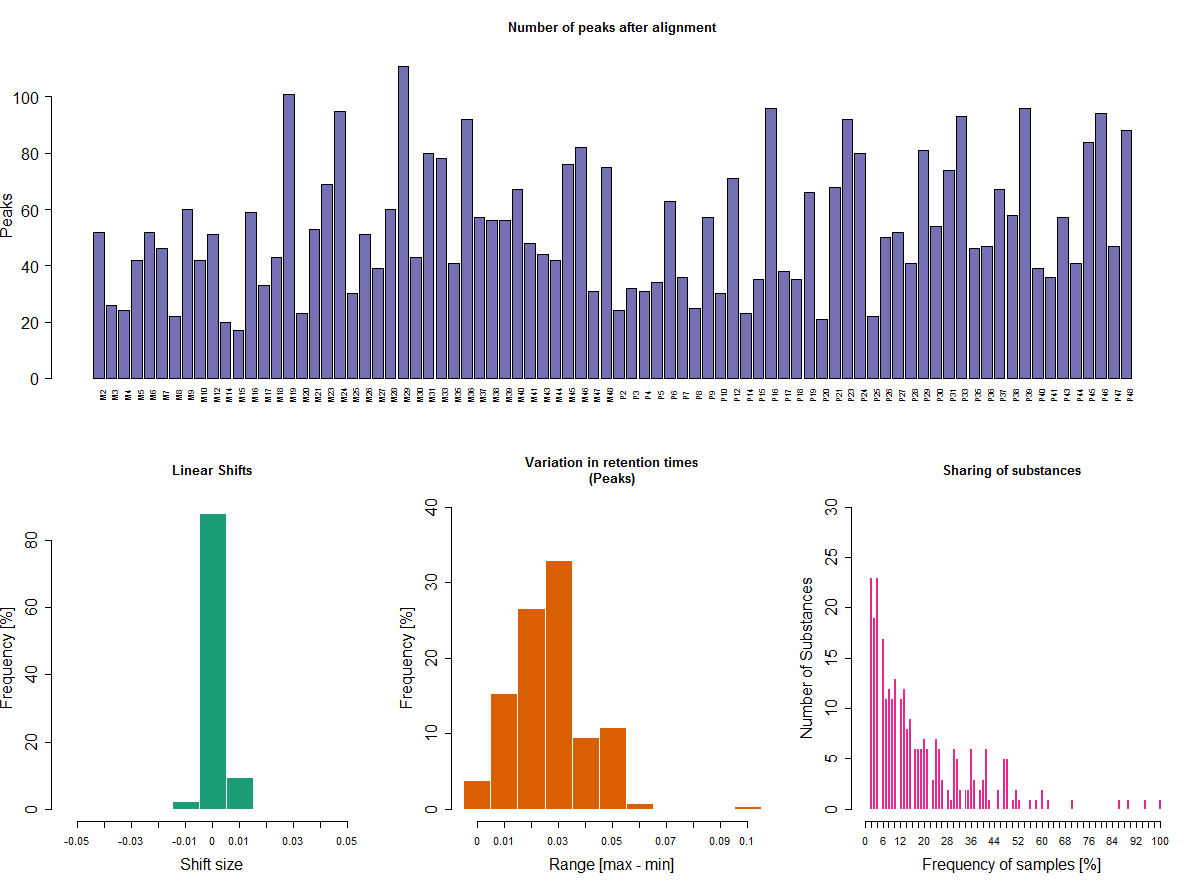 Number of peaks after alignment
Peaks
0 20 40 60 80 100
M2 M3 M4 M5 M6 M7 M8 M9 M10 M12 M14 M15 M16 M17 M18 M19 M20 M21 M23 M24 M25 M26 M27 M28 M29 M30 M31 M33 M35 M36 M37 M38 M39 M40 M41 M43 M44 M45 M46 M47 M48 P2 P3 P4 P5 P6 P7 P8 P9 P10 P12 P14 P15 P16 P17 P18 P19 P20 P21 P23 P24 P25 P26 P27 P28 P29 P30 P31 P33 P35 P36 P37 P38 P39 P40 P41 P43 P44 P45 P46 P47 P48
Linear Shifts
Frequency [%]
0 20 40 60 80
-0.05 -0.03 -0.01 0 0.01 0.03 0.05
Shift size
Variation in retention times
(Peaks)
Frequency [%]
0 10 20 30 40
0 0.01 0.03 0.05 0.07 0.09 0.1
Range [max - min]
Sharing of substances
Number of Substances
0 5 10 15 20 25 30
0 6 12 20 28 36 44 52 60 68 76 84 92 100
Frequency of samples [%]